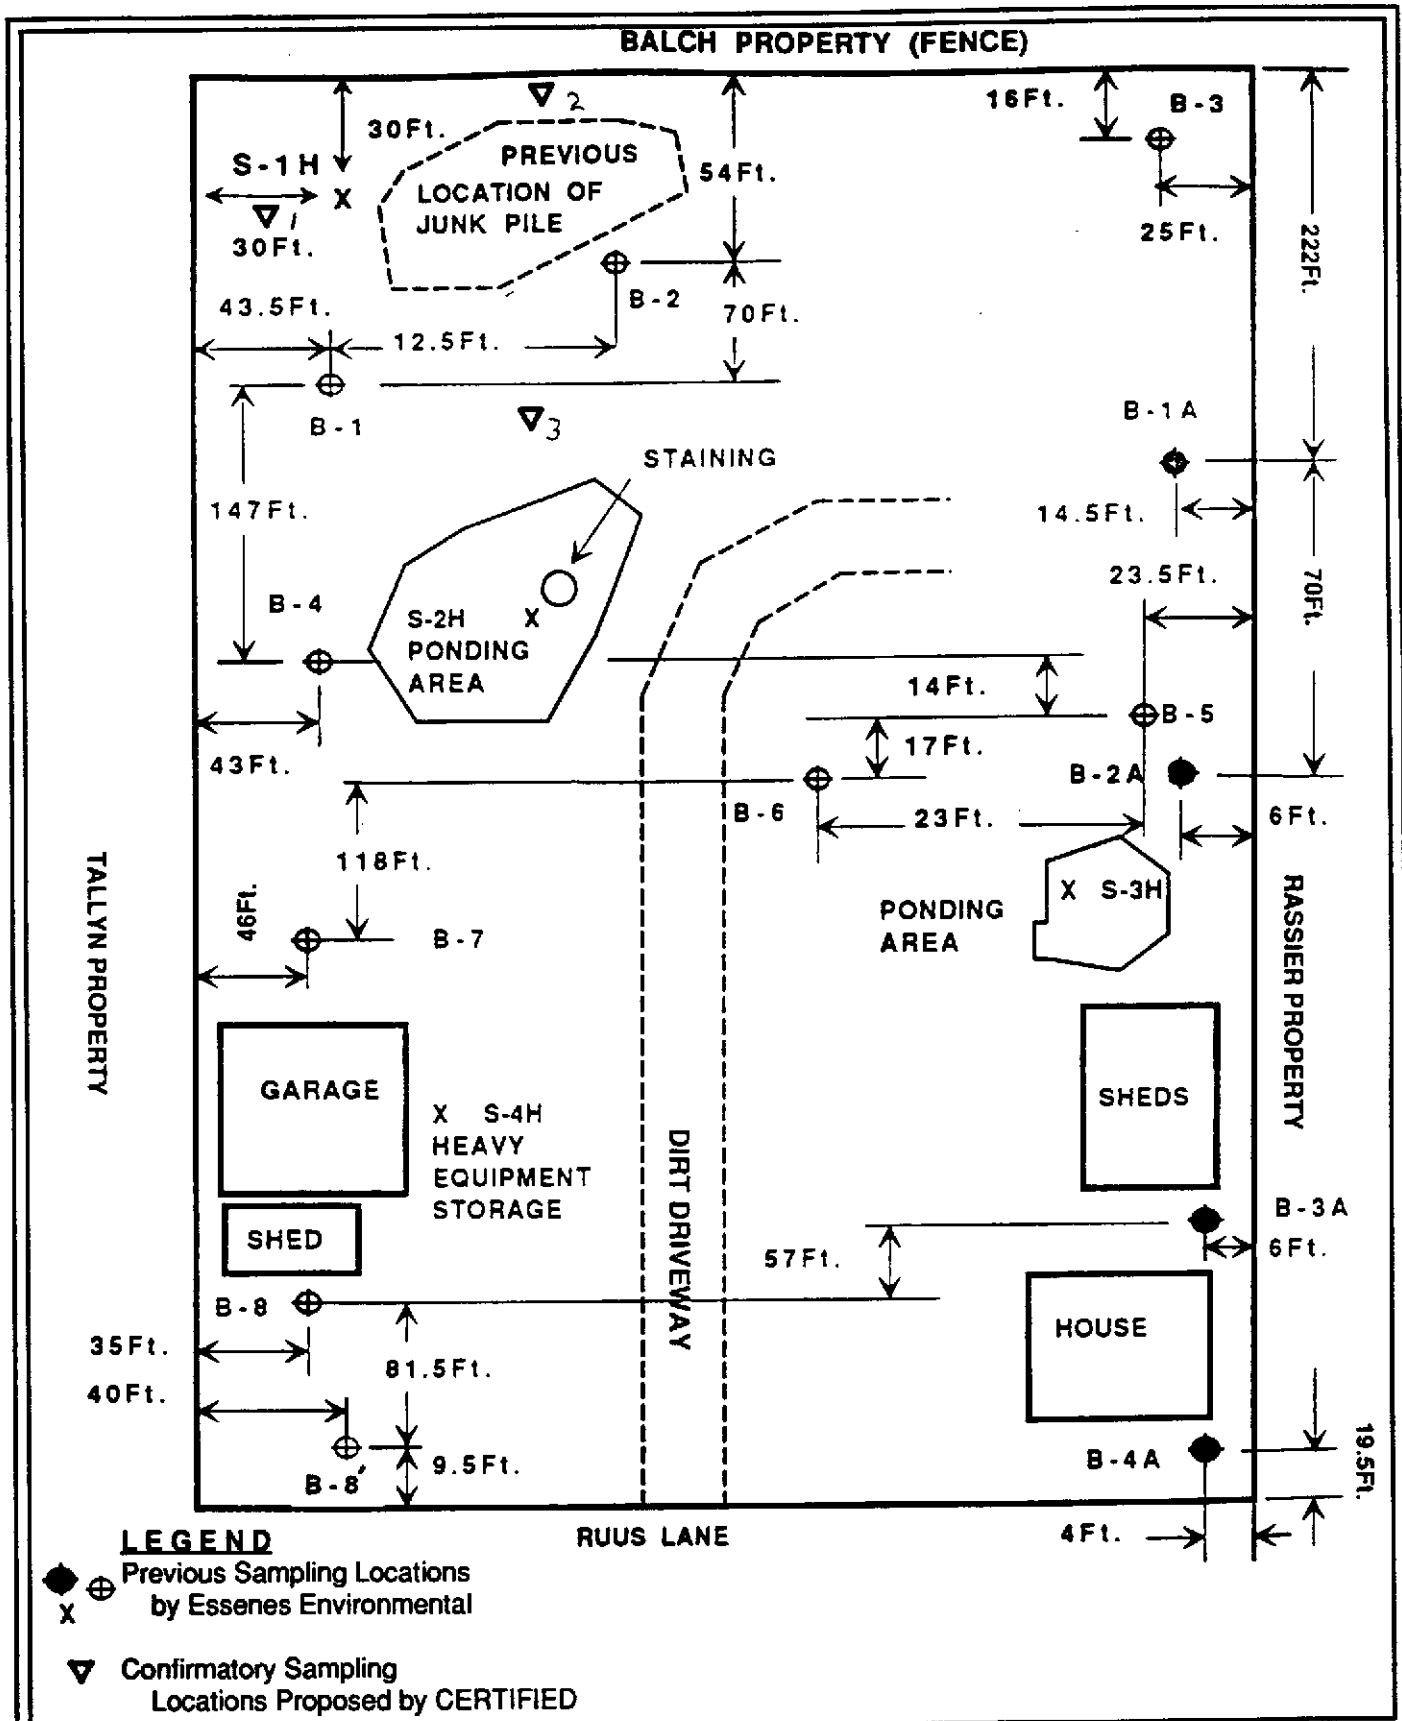 BALCH PROPERTY (FENCE)
16Ft.
B-3
2
30Ft.
PREVIOUS
LOCATION OF
JUNK PILE
54Ft.
S-1H
X
1
30Ft.
25Ft.
222Ft.
43.5Ft.
B-2
70Ft.
12.5Ft.
B-1
3
B-1A
STAINING
147Ft.
14.5Ft.
23.5Ft.
70Ft.
B-4
S-2H X
PONDING
AREA
14Ft.
B-5
43Ft.
17Ft.
B-2A
B-6
23Ft.
6Ft.
118Ft.
TALLYN PROPERTY
46Ft.
B-7
PONDING
AREA
X S-3H
RASSIER PROPERTY
GARAGE
X S-4H
HEAVY
EQUIPMENT
STORAGE
SHEDS
DIRT DRIVEWAY
SHED
B-3A
6Ft.
57Ft.
B-8
HOUSE
35Ft.
81.5Ft.
40Ft.
19.5Ft.
B-8'
9.5Ft.
B-4A
RUUS LANE
4Ft.
LEGEND
Previous Sampling Locations
X by Essenes Environmental
Confirmatory Sampling
Locations Proposed by CERTIFIED